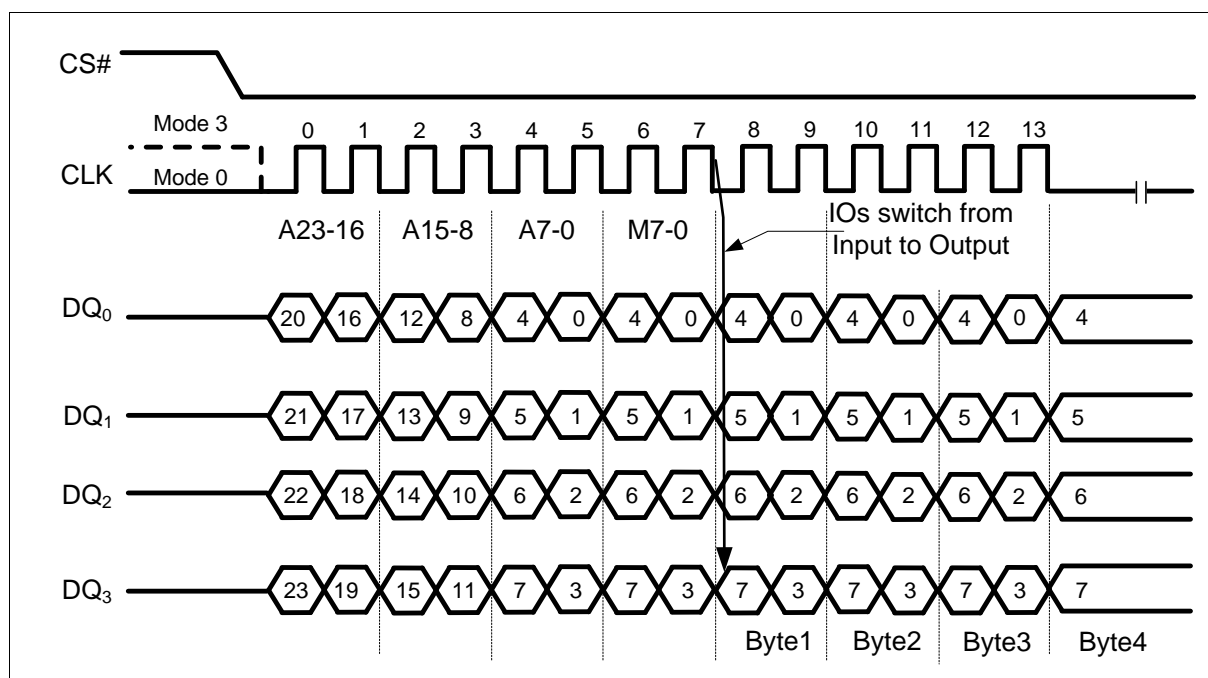 CS#
Mode 3
0 1 2 3 4 5 6 7 8 9 10 11 12 13
CLK
Mode 0
IOs switch from
Input to Output
A23-16 A15-8 A7-0 M7-0
DQ0 20 16 12 8 4 0 4 0 4 0 4 0 4 0 4
DQ1 21 17 13 9 5 1 5 1 5 1 5 1 5 1 5
DQ2 22 18 14 10 6 2 6 2 6 2 6 2 6 2 6
DQ3 23 19 15 11 7 3 7 3 7 3 7 3 7 3 7
Byte1 Byte2 Byte3 Byte4